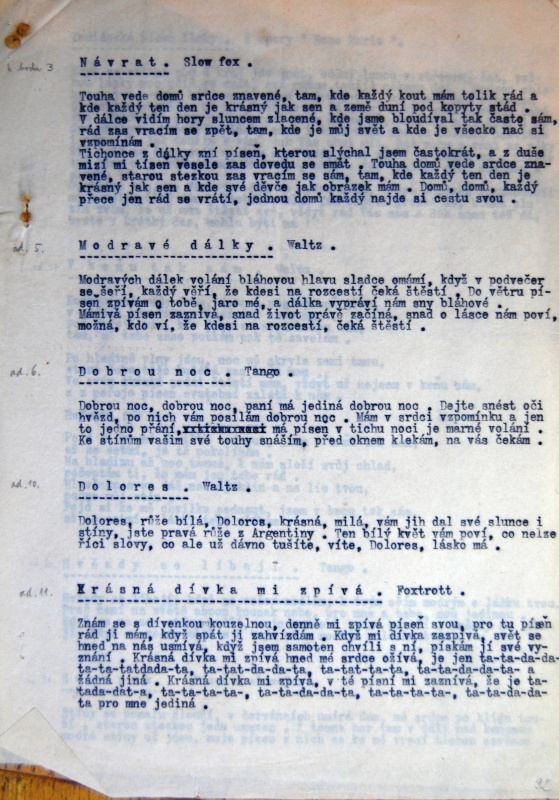 N á v r a t . Slow fox .
Touha vede domů srdce znavené, tam, kde každý kout mám tolik rád a
kde každý ten den je krásný jak sen a země duní pod kopyty stád .
V dálce vidím hory sluncem zlacené, kde jsme bloudíval tak často sám,
rád zas vracím se zpět, tam, kde je můj svět a kde je všecko nač si
vzpomínám .
Tichonce z dálky zní písen, kterou slýchal jsem častokrát, a z duše
mizí mi tísen vesele zas dovedu se smát . Touha domů vede srdce zna-
vené, starou stezkou zas vracím se sám, tam, kde každý ten den je
krásný jak sen a kde své děvče jak obrázek mám . Domů, domů, každý
přece jen rád se vrátí, jednou domů každý najde si cestu svou .
ad. 5.
M o d r a v é d á l k y . Waltz .
Modravých dálek volání bláhovou hlavu sladce omámí, když v podvečer
se šeří, každý věří, že kdesi na rozcestí čeká štěstí . Do větru pí-
sen zpívám o tobě, jaro mé, a dálka vypráví nám sny bláhové .
Mámivá písen zaznívá, snad život právě začíná, snad o lásce nám poví,
možná, kdo ví, že kdesi na rozcestí, čeká štěstí .
ad. 6.
D o b r o u n o c . Tango .
Dobrou noc, dobrou noc, paní má jediná dobrou noc . Dejte snést oči
hvězd, po nich vám posílám dobrou noc . Mám v srdci vzpomínku a jen
to jedno přání, má písen v tichu noci je marné volání .
Ke stínům vašim své touhy snáším, před oknem klekám, na vás čekám .
ad. 10.
D o l o r e s . Waltz .
Dolores, růže bílá, Dolores, krásná, milá, vám jih dal své slunce i
stíny, jste pravá růže z Argentiny . Ten bílý květ vám poví, co nelze
říci slovy, co ale už dávno tušíte, víte, Dolores, lásko má .
ad. 11.
K r á s n á d í v k a m i z p í v á . Foxtrott .
Znám se s dívenkou kouzelnou, denně mi zpívá písen svou, pro tu písen
rád ji mám, když spát ji zahvízdám . Když mi dívka zazpívá, svět se
hned na nás usmívá, když jsem samoten chvíli s ní, pískám jí své vy-
znání . Krásná dívka mi zpívá hned mé srdce ožívá, je jen ta-ta-da-da-
ta-ta-tatdada-ta, ta-tat-da-da-ta, ta-tat-ta-ta, ta-ta-da-da-ta- a
žádná jiná . Krásná dívka mi zpívá, v té písni mi zaznívá, že je ta-
tada-dat-a, ta-ta-ta-ta-, ta-ta-da-da-ta, ta-ta-ta-ta-, ta-ta-da-da-
ta pro mne jediná .
92